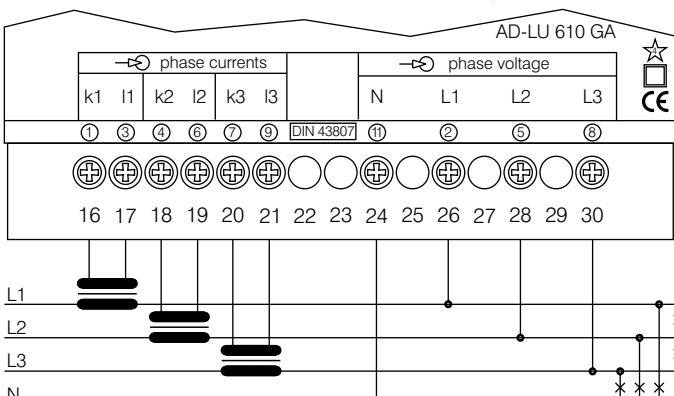 AD-LU 610 GA
phase currents phase voltage
4
k1 l1 k2 l2 k3 l3 N L1 L2 L3
CE
1 3 4 6 7 9 DIN 43807 11 2 5 8
16 17 18 19 20 21 22 23 24 25 26 27 28 29 30
L1
L2
L3
N